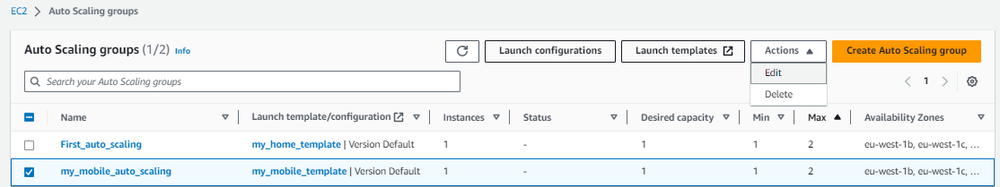 EC2 > Auto Scaling groups
Auto Scaling groups (1/2) Info Launch configurations Launch templates Actions Create Auto Scaling group
Edit
Search your Auto Scaling groups 1
Delete
Name Launch template/configuration Instances Status Desired capacity Min Max Availability Zones
First_auto_scaling my_home_template | Version Default 1 - 1 1 2 eu-west-1b, eu-west-1c, ...
my_mobile_auto_scaling my_mobile_template | Version Default 1 - 1 1 2 eu-west-1b, eu-west-1c, ...